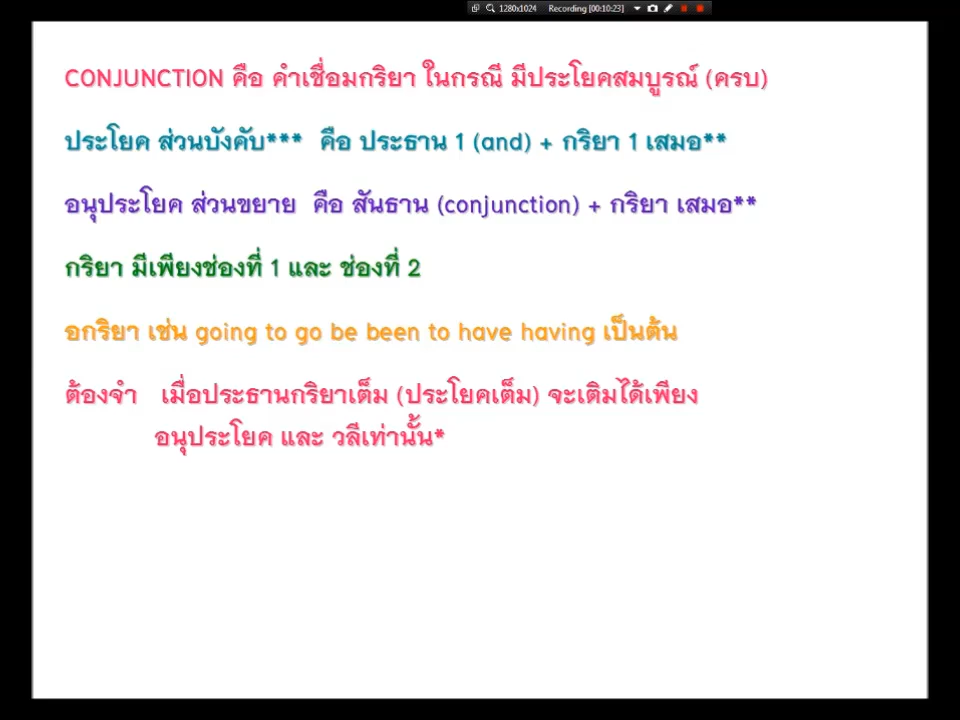 1280x1024 Recording [00:10:23]
CONJUNCTION คือ คำเชื่อมกริยา ในกรณี มีประโยคสมบูรณ์ (ครบ)
ประโยค ส่วนบังคับ*** คือ ประธาน 1 (and) + กริยา 1 เสมอ**
อนุประโยค ส่วนขยาย คือ สันธาน (conjunction) + กริยา เสมอ**
กริยา มีเพียงช่องที่ 1 และ ช่องที่ 2
อกริยา เช่น going to go be been to have having เป็นต้น
ต้องจำ เมื่อประธานกริยาเต็ม (ประโยคเต็ม) จะเติมได้เพียง
อนุประโยค และ วลีเท่านั้น*